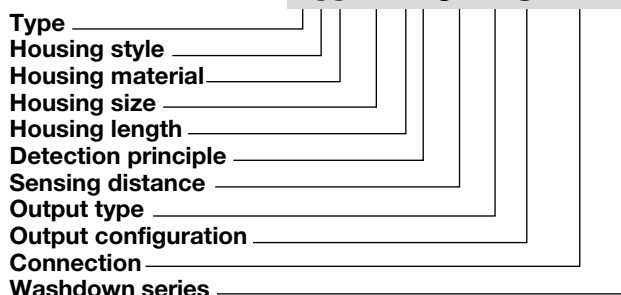 Type
Housing style
Housing material
Housing size
Housing length
Detection principle
Sensing distance
Output type
Output configuration
Connection
Washdown series